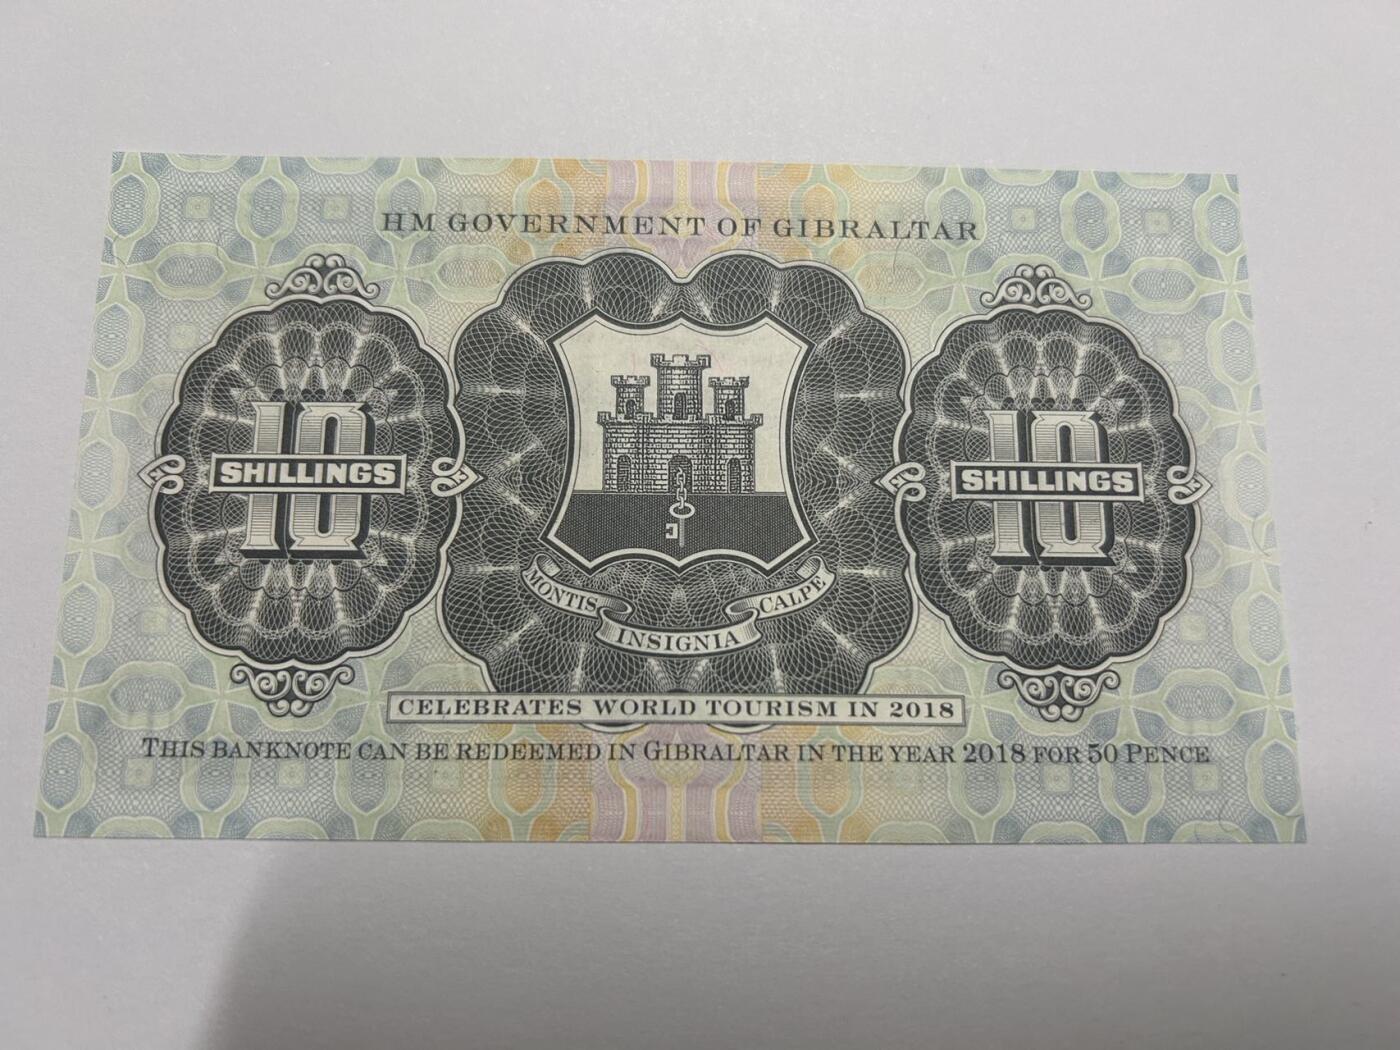 HM GOVERNMENT OF GIBRALTAR
10
SHILLINGS
10
SHILLINGS
MONTIS
INSIGNIA
CALPE
CELEBRATES WORLD TOURISM IN 2018
THIS BANKNOTE CAN BE REDEEMED IN GIBRALTAR IN THE YEAR 2018 FOR 50 PENCE